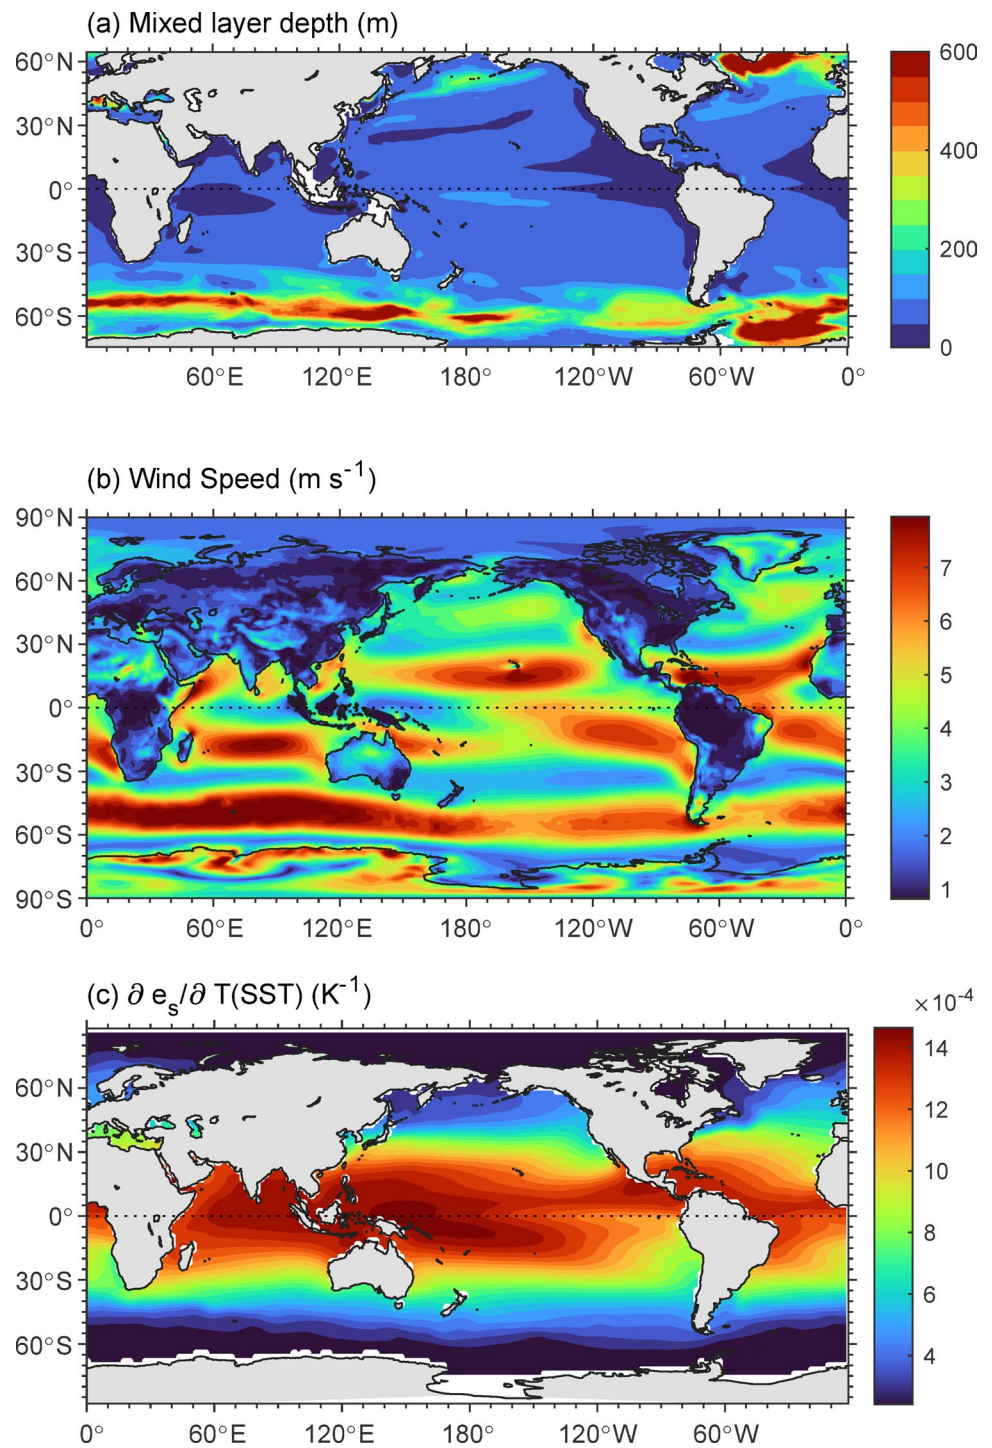 (a) Mixed layer depth (m)
60°N
30°N
0°
30°S
60°S
60°E 120°E 180° 120°W 60°W 0°
600
400
200
0
(b) Wind Speed (m s-1)
90°N
60°N
30°N
0°
30°S
60°S
90°S
0° 60°E 120°E 180° 120°W 60°W 0°
7
6
5
4
3
2
1
(c) ∂ es/∂ T(SST) (K-1)
×10-4
60°N
30°N
0°
30°S
60°S
0° 60°E 120°E 180° 120°W 60°W
14
12
10
8
6
4